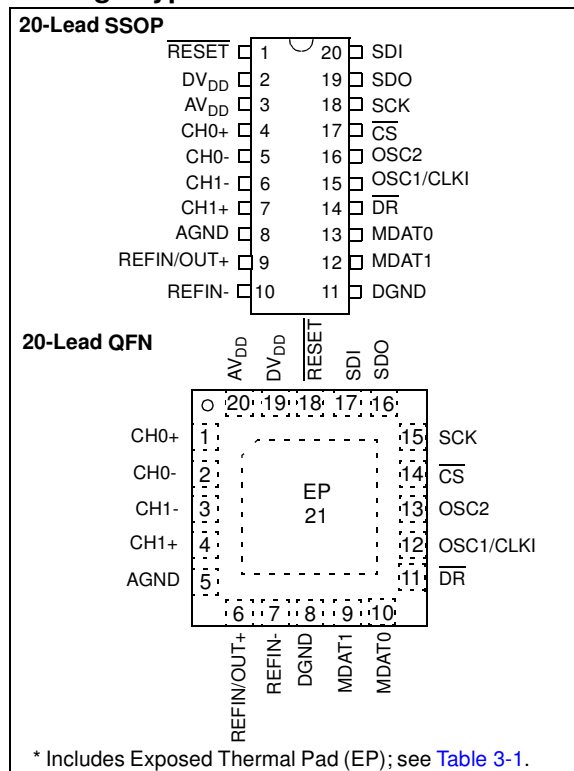 20-Lead SSOP
RESET 1 20 SDI
DVDD 2 19 SDO
AVDD 3 18 SCK
CH0+ 4 17 CS
CH0- 5 16 OSC2
CH1- 6 15 OSC1/CLKI
CH1+ 7 14 DR
AGND 8 13 MDAT0
REFIN/OUT+ 9 12 MDAT1
REFIN- 10 11 DGND
20-Lead QFN
AVDD DVDD RESET SDI SDO
20 19 18 17 16
CH0+ 1 15 SCK
CH0- 2 14 CS
CH1- 3 EP 21 13 OSC2
CH1+ 4 12 OSC1/CLKI
AGND 5 11 DR
6 7 8 9 10
REFIN/OUT+ REFIN- DGND MDAT1 MDAT0
* Includes Exposed Thermal Pad (EP); see Table 3-1.